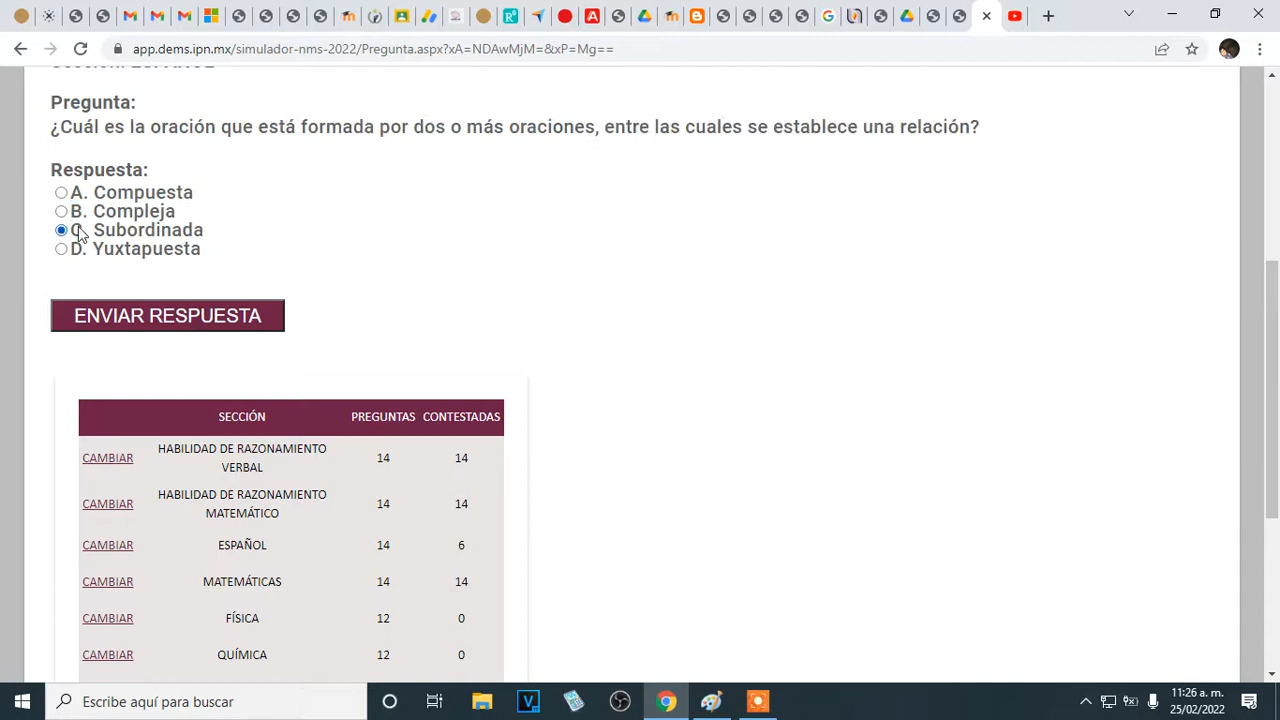 app.dems.ipn.mx/simulador-nms-2022/Pregunta.aspx?xA=NDAwMjM=&xP=Mg==
Pregunta:
¿Cuál es la oración que está formada por dos o más oraciones, entre las cuales se establece una relación?
Respuesta:
A. Compuesta
B. Compleja
C. Subordinada
D. Yuxtapuesta
ENVIAR RESPUESTA
SECCIÓN PREGUNTAS CONTESTADAS
CAMBIAR HABILIDAD DE RAZONAMIENTO VERBAL 14 14
CAMBIAR HABILIDAD DE RAZONAMIENTO MATEMÁTICO 14 14
CAMBIAR ESPAÑOL 14 6
CAMBIAR MATEMÁTICAS 14 14
CAMBIAR FÍSICA 12 0
CAMBIAR QUÍMICA 12 0
Escribe aquí para buscar
11:26 a. m.
25/02/2022